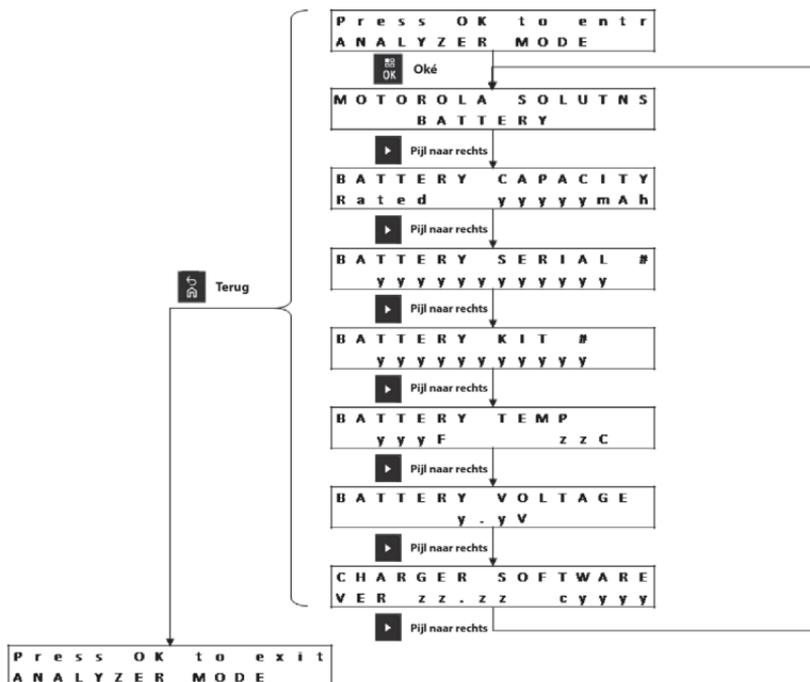 Press OK to entr
ANALYZER MODE
OK Oké
MOTOROLA SOLUTNS
BATTERY
Pijl naar rechts
BATTERY CAPACITY
Rated yyyyymAh
Pijl naar rechts
BATTERY SERIAL #
yyyyyyyyyyyy
Terug
Pijl naar rechts
BATTERY KIT #
yyyyyyyyyyy
Pijl naar rechts
BATTERY TEMP
yyyF zzC
Pijl naar rechts
BATTERY VOLTAGE
y.yV
Pijl naar rechts
CHARGER SOFTWARE
VER zz.zz cyyyy
Pijl naar rechts
Press OK to exit
ANALYZER MODE